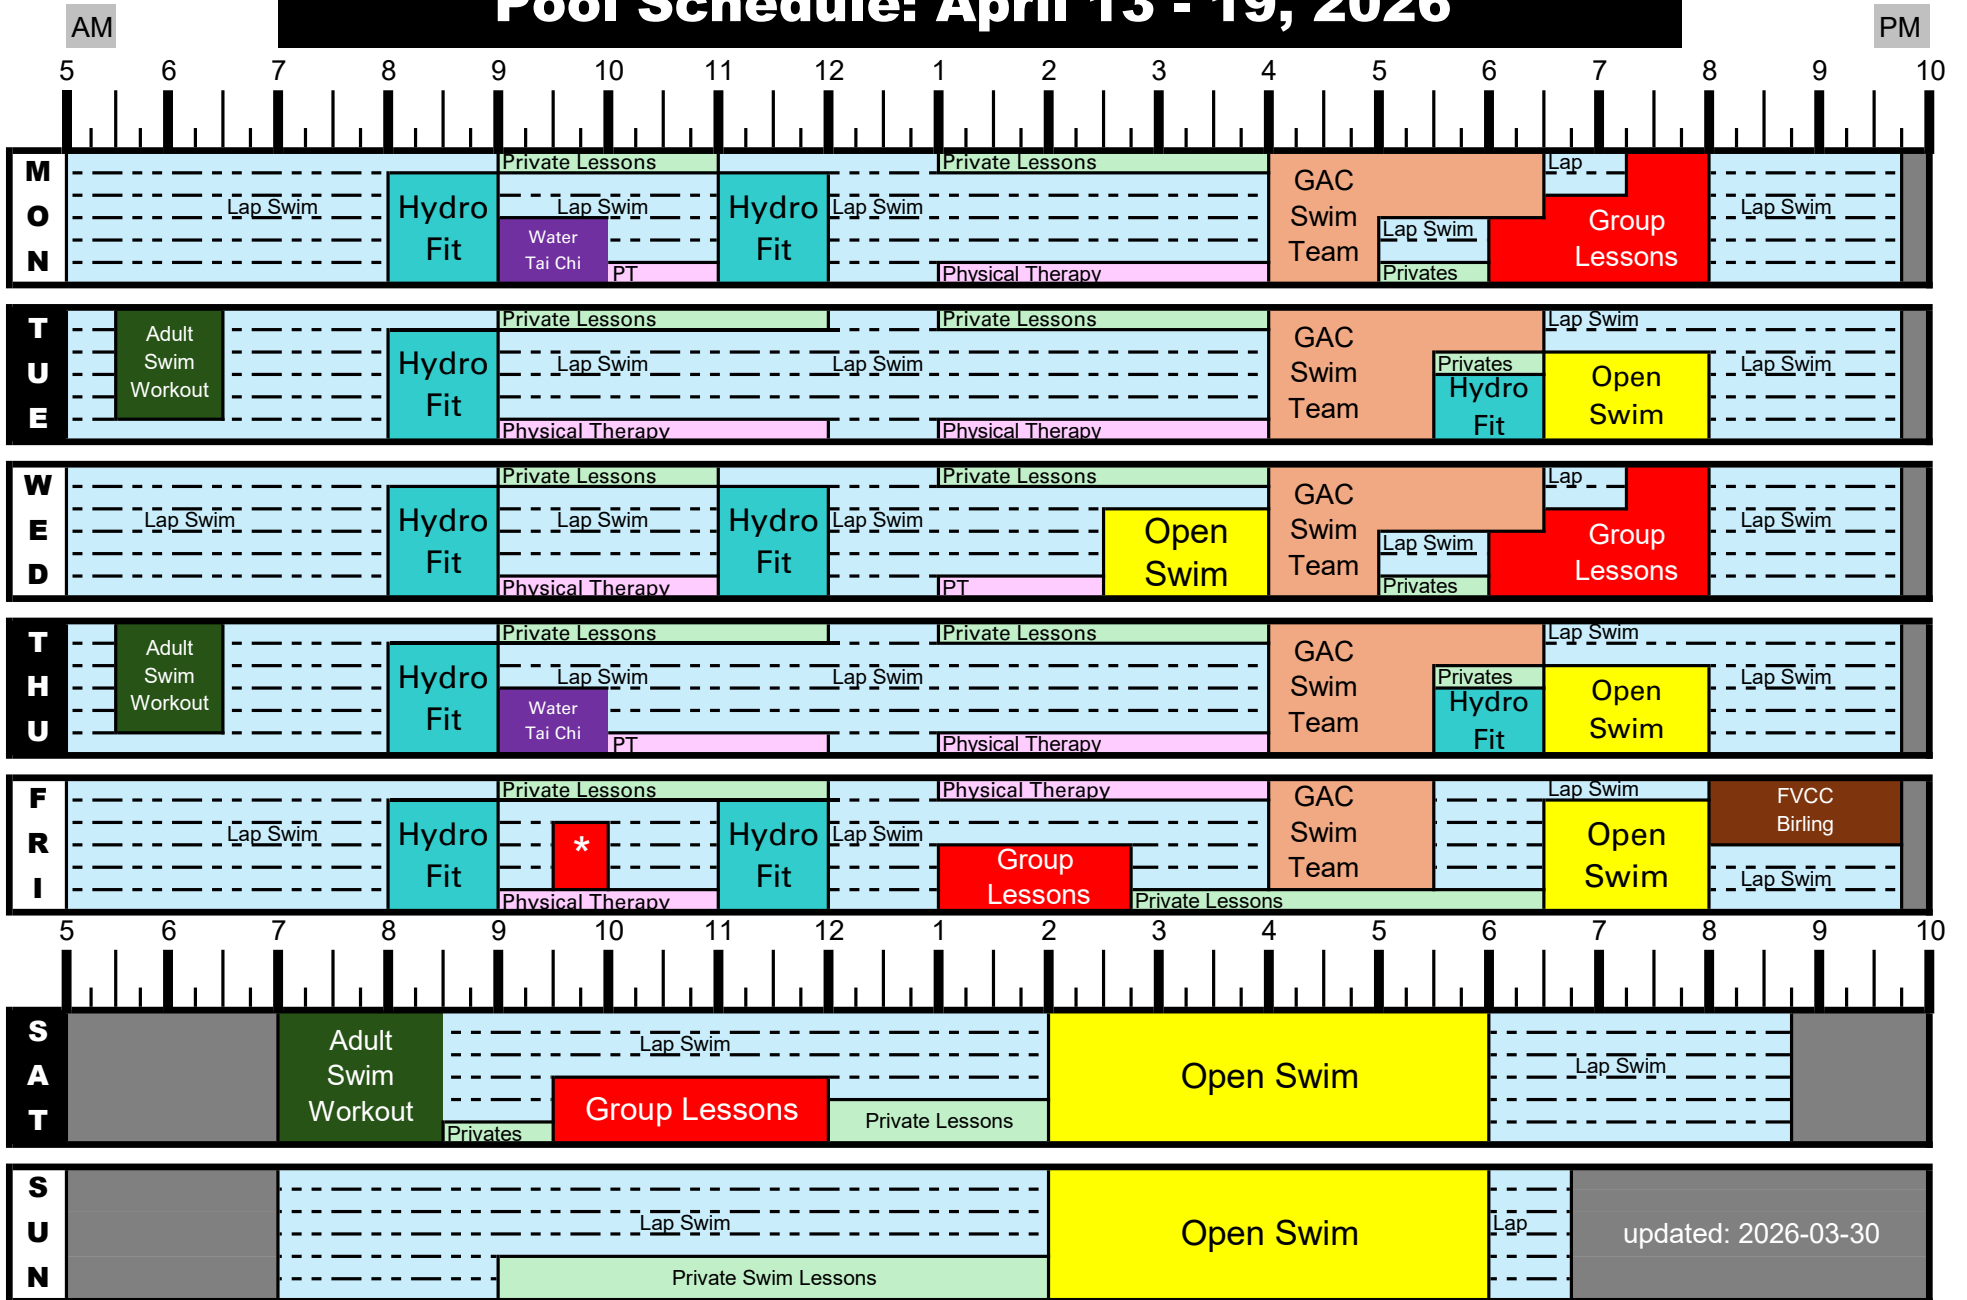 Pool Schedule: April 13 - 19, 2026
AM
PM
5 6 7 8 9 10 11 12 1 2 3 4 5 6 7 8 9 10
MON
Private Lessons
Private Lessons
Lap
Lap Swim
Hydro
Fit
Lap Swim
Water
Tai Chi
PT
Hydro
Fit
Lap Swim
Physical Therapy
GAC
Swim
Team
Lap Swim
Privates
Group
Lessons
Lap Swim
TUE
Adult
Swim
Workout
Hydro
Fit
Private Lessons
Lap Swim
Physical Therapy
Lap Swim
Private Lessons
Physical Therapy
GAC
Swim
Team
Privates
Hydro
Fit
Lap Swim
Open
Swim
Lap Swim
WED
Lap Swim
Hydro
Fit
Private Lessons
Lap Swim
Physical Therapy
Hydro
Fit
Lap Swim
Private Lessons
PT
Open
Swim
GAC
Swim
Team
Lap Swim
Privates
Lap
Group
Lessons
Lap Swim
THU
Adult
Swim
Workout
Hydro
Fit
Private Lessons
Lap Swim
Water
Tai Chi
PT
Lap Swim
Private Lessons
Physical Therapy
GAC
Swim
Team
Privates
Hydro
Fit
Lap Swim
Open
Swim
Lap Swim
FRI
Lap Swim
Hydro
Fit
Private Lessons
*
Physical Therapy
Hydro
Fit
Lap Swim
Physical Therapy
Group
Lessons
Private Lessons
GAC
Swim
Team
Lap Swim
Open
Swim
FVCC
Birling
Lap Swim
5 6 7 8 9 10 11 12 1 2 3 4 5 6 7 8 9 10
SAT
Adult
Swim
Workout
Lap Swim
Privates
Group Lessons
Private Lessons
Open Swim
Lap Swim
SUN
Lap Swim
Private Swim Lessons
Open Swim
Lap
updated: 2026-03-30